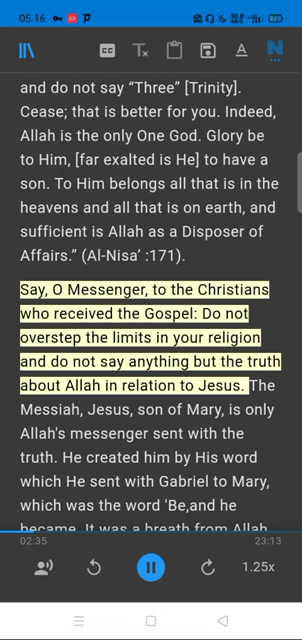 05.16
and do not say “Three” [Trinity].
Cease; that is better for you. Indeed,
Allah is the only One God. Glory be
to Him, [far exalted is He] to have a
son. To Him belongs all that is in the
heavens and all that is on earth, and
sufficient is Allah as a Disposer of
Affairs.” (Al-Nisa’ :171).
Say, O Messenger, to the Christians
who received the Gospel: Do not
overstep the limits in your religion
and do not say anything but the truth
about Allah in relation to Jesus. The
Messiah, Jesus, son of Mary, is only
Allah's messenger sent with the
truth. He created him by His word
which He sent with Gabriel to Mary,
which was the word 'Be,and he
became. It was a breath from Allah
02:35
23:13
1.25x